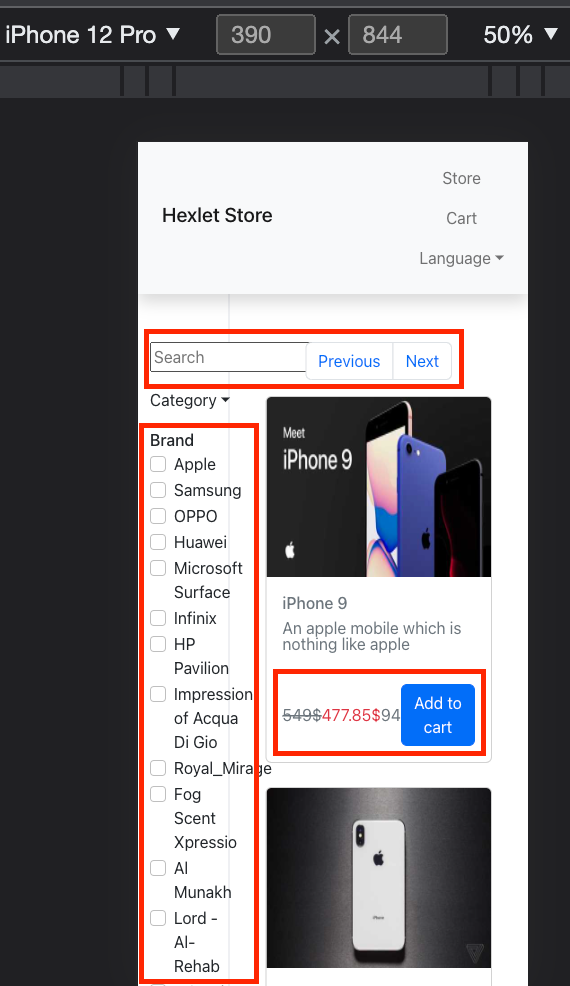 iPhone 12 Pro ▼ 390 × 844 50% ▼
Store
Hexlet Store
Cart
Language
Search
Previous
Next
Category
Brand
Apple
Samsung
OPPO
Huawei
Microsoft
Surface
Infinix
HP
Pavilion
Impression
of Acqua
Di Gio
Royal_Mirage
Fog
Scent
Xpressio
Al
Munakh
Lord -
Al-
Rehab
Meet
iPhone 9
iPhone 9
An apple mobile which is
nothing like apple
549$477.85$94
Add to
cart
iPhone